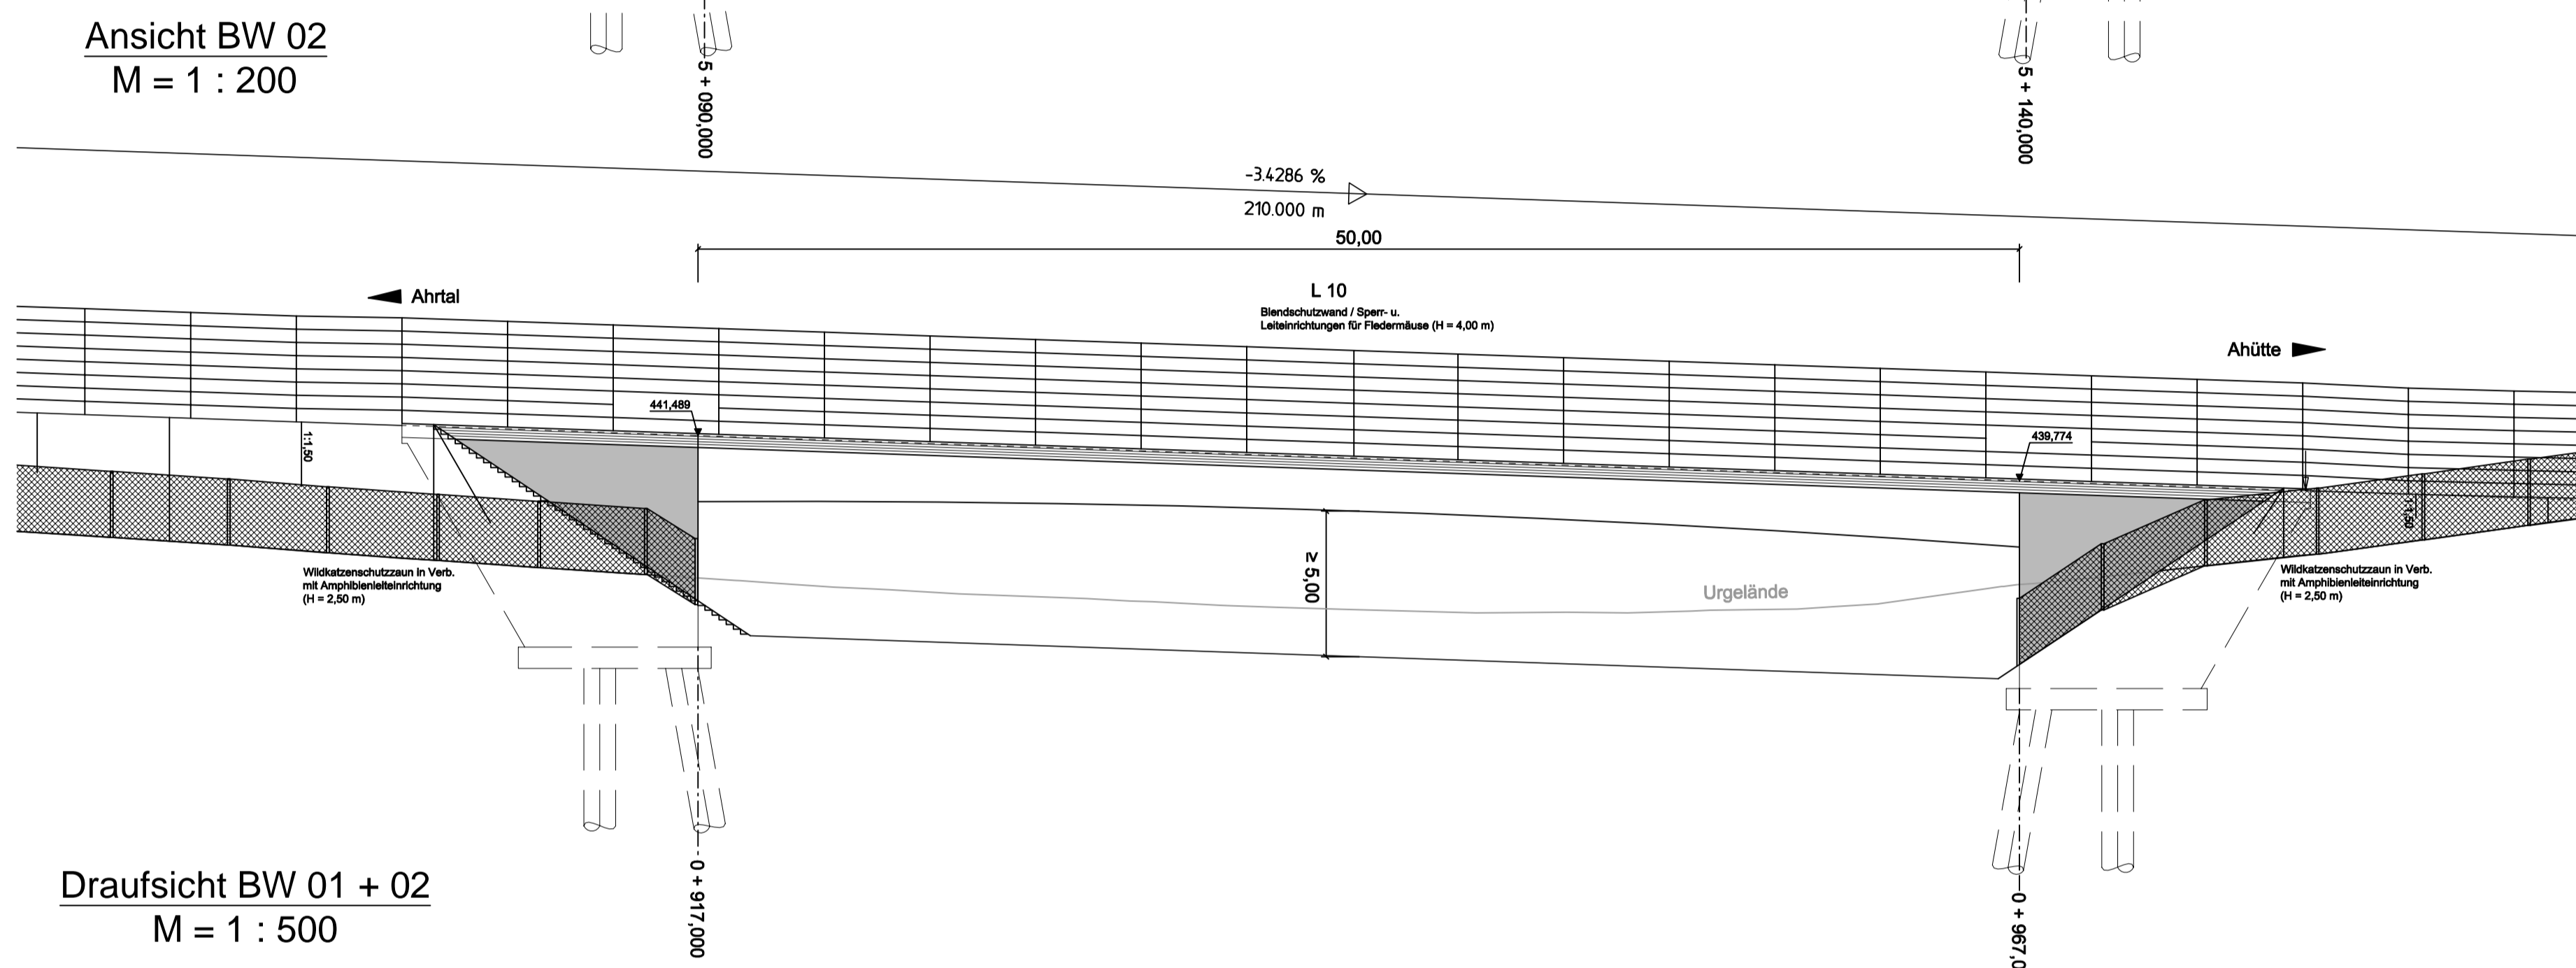 Ansicht BW 02
M = 1 : 200
5 + 090,000
5 + 140,000
-3.4286 %
210.000 m
50,00
Ahrtal
L 10
Blendschutzwand / Sperr- u.
Leiteinrichtungen für Fledermäuse (H = 4,00 m)
Ahütte
441,489
439,774
1:1,50
1:1,50
≥ 5,00
Urgelände
Wildkatzenschutzzaun in Verb.
mit Amphibienleiteinrichtung
(H = 2,50 m)
Wildkatzenschutzzaun in Verb.
mit Amphibienleiteinrichtung
(H = 2,50 m)
0 + 917,000
0 + 967,0
Draufsicht BW 01 + 02
M = 1 : 500